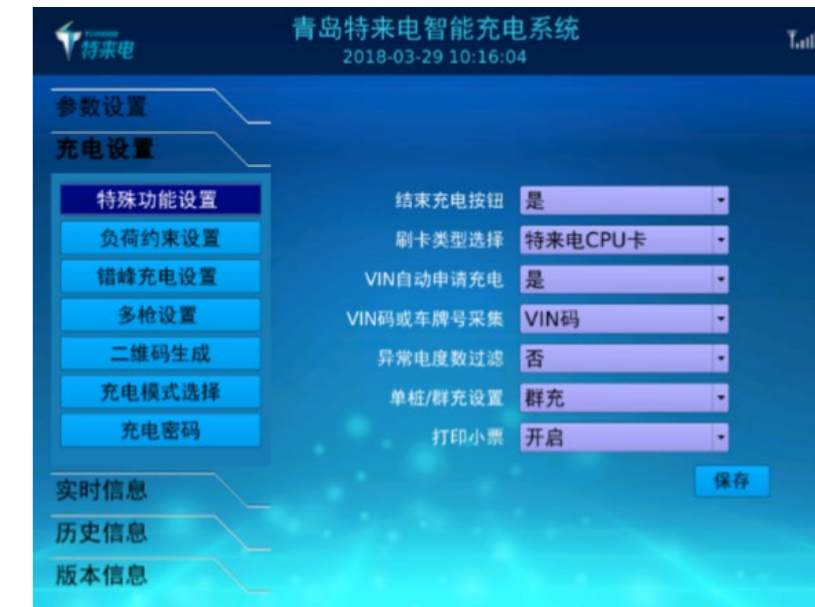 特来电
青岛特来电智能充电系统
2018-03-29 10:16:04
参数设置
充电设置
特殊功能设置
负荷约束设置
错峰充电设置
多枪设置
二维码生成
充电模式选择
充电密码
实时信息
历史信息
版本信息
结束充电按钮 是
刷卡类型选择 特来电CPU卡
VIN自动申请充电 是
VIN码或车牌号采集 VIN码
异常电度数过滤 否
单桩/群充设置 群充
打印小票 开启
保存